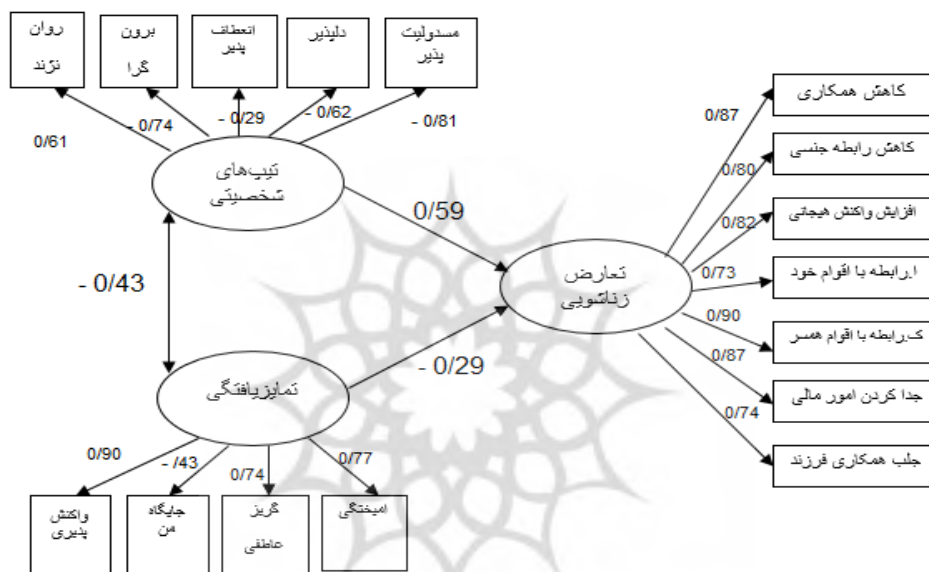 روان
نژند
برون
گرا
انعطاف
پذیر
دلپذیر
مسدولیت
پذیر
0/61
- 0/74
- 0/29
- 0/62
- 0/81
تیپ‌های
شخصیتی
0/59
- 0/43
تعارض
زناشویی
- 0/29
تمایزیافتگی
0/90
- /43
0/74
0/77
واکنش
پذیری
جایگاه
من
گریز
عاطفی
امیختگی
0/87
کاهش همکاری
0/80
کاهش رابطه جنسی
0/82
افزایش واکنش هیجانی
0/73
ا.رابطه با اقوام خود
0/90
ک.رابطه با اقوام همسر
0/87
جدا کردن امور مالی
0/74
جلب همکاری فرزند